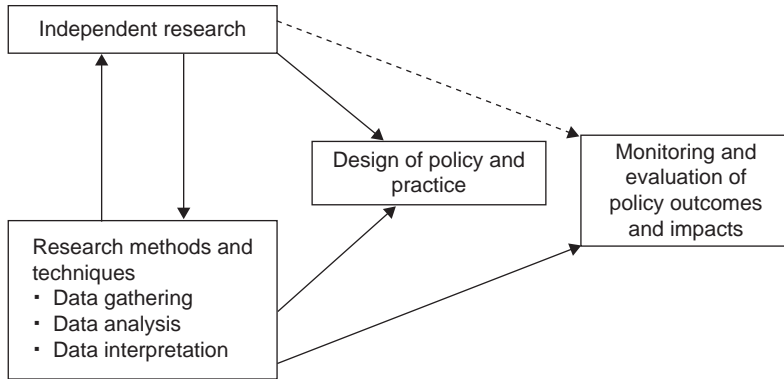 Independent research
Design of policy and
practice
Monitoring and
evaluation of
policy outcomes
and impacts
Research methods and
techniques
· Data gathering
· Data analysis
· Data interpretation